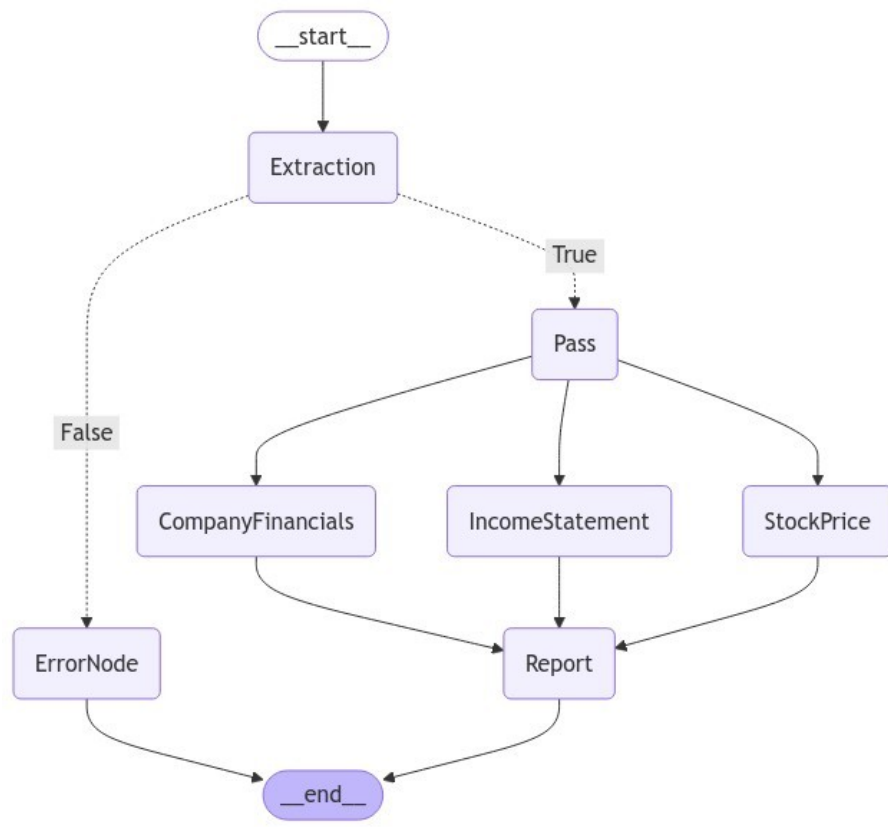 __start__
Extraction
True
Pass
False
CompanyFinancials
IncomeStatement
StockPrice
ErrorNode
Report
__end__